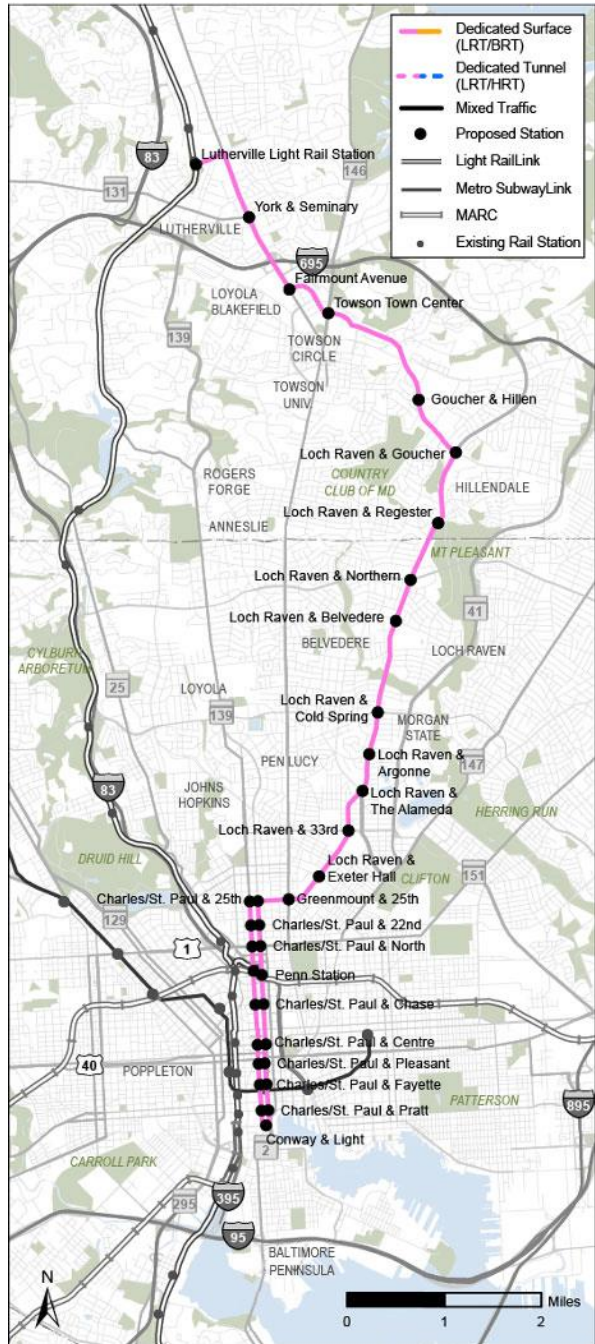 Dedicated Surface
(LRT/BRT)
Dedicated Tunnel
(LRT/HRT)
Mixed Traffic
Proposed Station
Light RailLink
Metro SubwayLink
MARC
Existing Rail Station
83
Lutherville Light Rail Station
146
131
York & Seminary
LUTHERVILLE
695
Fairmount Avenue
LOYOLA
BLAKEFIELD
Towson Town Center
139
TOWSON
CIRCLE
TOWSON
UNIV.
Goucher & Hillen
Loch Raven & Goucher
ROGERS
FORGE
COUNTRY
CLUB OF MD
HILLENDALE
Loch Raven & Regester
ANNESLIE
MT PLEASANT
Loch Raven & Northern
41
Loch Raven & Belvedere
BELVEDERE
LOCH RAVEN
CYLBURN
ARBORETUM
25
LOYOLA
139
Loch Raven &
Cold Spring
MORGAN
STATE
PEN LUCY
Loch Raven &
Argonne
147
83
JOHNS
HOPKINS
Loch Raven &
The Alameda
HERRING RUN
Loch Raven & 33rd
DRUID HILL
Loch Raven &
Exeter Hall
CLIFTON
151
Charles/St. Paul & 25th
Greenmount & 25th
129
Charles/St. Paul & 22nd
1
Charles/St. Paul & North
Penn Station
Charles/St. Paul & Chase
Charles/St. Paul & Centre
40
Charles/St. Paul & Pleasant
POPPLETON
Charles/St. Paul & Fayette
PATTERSON
895
Charles/St. Paul & Pratt
Conway & Light
2
CARROLL PARK
395
295
95
BALTIMORE
PENINSULA
N
Miles
0 1 2